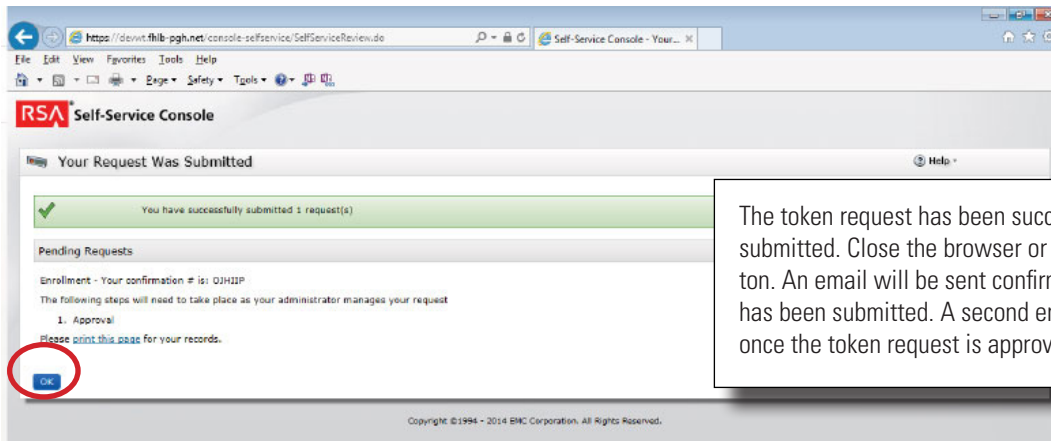 https://devwt.fhlb-pgh.net/console-selfservice/SelfServiceReview.do
Self-Service Console - Your...
File Edit View Favorites Tools Help
Page Safety Tools
RSA Self-Service Console
Your Request Was Submitted
Help
You have successfully submitted 1 request(s)
Pending Requests
Enrollment - Your confirmation # is: OJHIIP
The following steps will need to take place as your administrator manages your request
1. Approval
Please print this page for your records.
OK
The token request has been succ
submitted. Close the browser or
ton. An email will be sent confirm
has been submitted. A second em
once the token request is approv
Copyright ©1994 - 2014 EMC Corporation. All Rights Reserved.